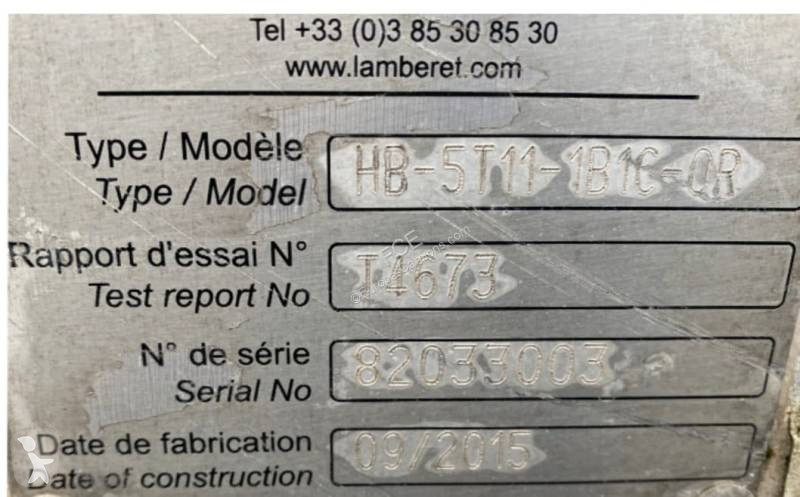 Tel +33 (0)3 85 30 85 30
www.lamberet.com
Type / Modèle
Type / Model
HB-5T11-1B1C-QR
Rapport d'essai N°
Test report No
T4673
N° de série
Serial No
82033003
Date de fabrication
Date of construction
09/2015